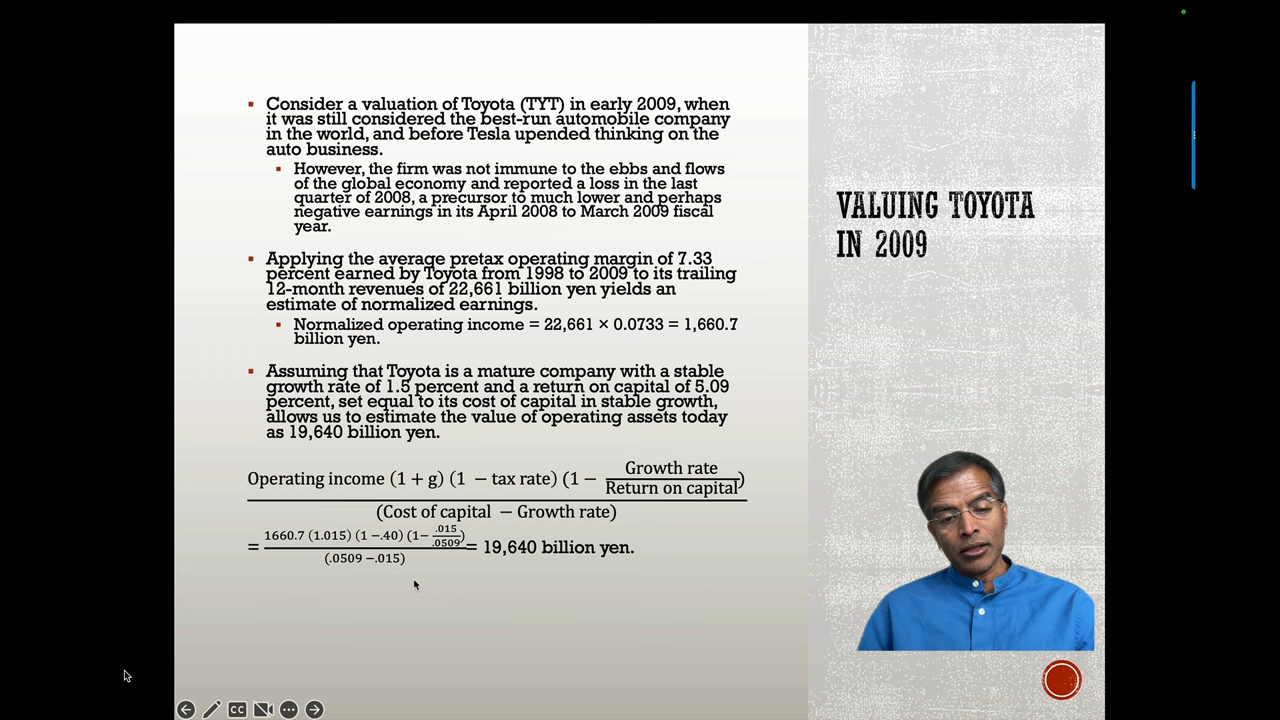 Consider a valuation of Toyota (TYT) in early 2009, when
it was still considered the best-run automobile company
in the world, and before Tesla upended thinking on the
auto business.
However, the firm was not immune to the ebbs and flows
of the global economy and reported a loss in the last
quarter of 2008, a precursor to much lower and perhaps
negative earnings in its April 2008 to March 2009 fiscal
year.
Applying the average pretax operating margin of 7.33
percent earned by Toyota from 1998 to 2009 to its trailing
12-month revenues of 22,661 billion yen yields an
estimate of normalized earnings.
Normalized operating income = 22,661 × 0.0733 = 1,660.7
billion yen.
Assuming that Toyota is a mature company with a stable
growth rate of 1.5 percent and a return on capital of 5.09
percent, set equal to its cost of capital in stable growth,
allows us to estimate the value of operating assets today
as 19,640 billion yen.
Operating income (1 + g) (1 − tax rate) (1 − Growth rate / Return on capital)
(Cost of capital − Growth rate)
= 1660.7 (1.015) (1 −.40) (1− .015 / .0509) = 19,640 billion yen.
(.0509 −.015)
VALUING TOYOTA
IN 2009
CC